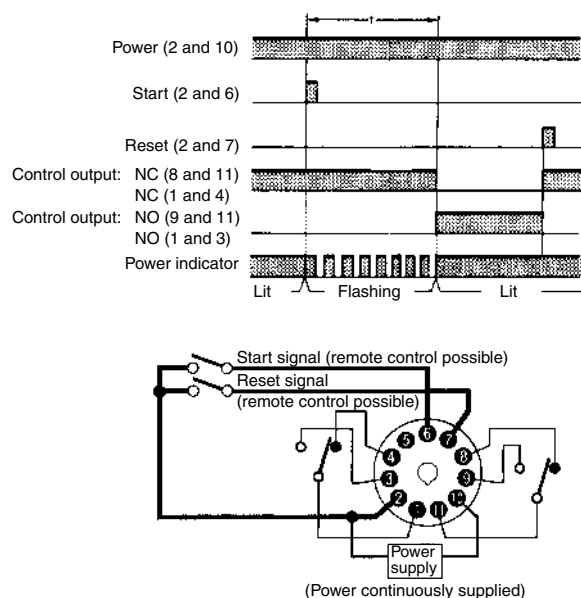 t
Power (2 and 10)
Start (2 and 6)
Reset (2 and 7)
Control output: NC (8 and 11)
NC (1 and 4)
Control output: NO (9 and 11)
NO (1 and 3)
Power indicator
Lit Flashing Lit
Start signal (remote control possible)
Reset signal
(remote control possible)
5 6 7
4 8
3 9
2 10
1 11
Power
supply
(Power continuously supplied)